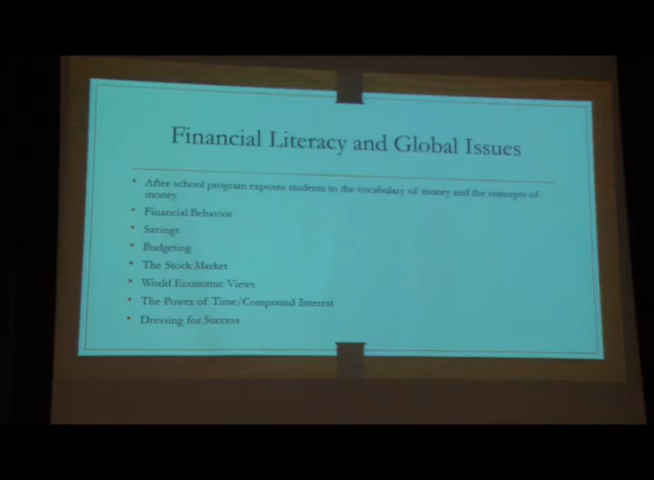 Financial Literacy and Global Issues
• After school program exposes students to the vocabulary of money and the concepts of
money
• Financial Behavior
• Savings
• Budgeting
• The Stock Market
• World Economic Views
• The Power of Time/Compound Interest
• Dressing for Success